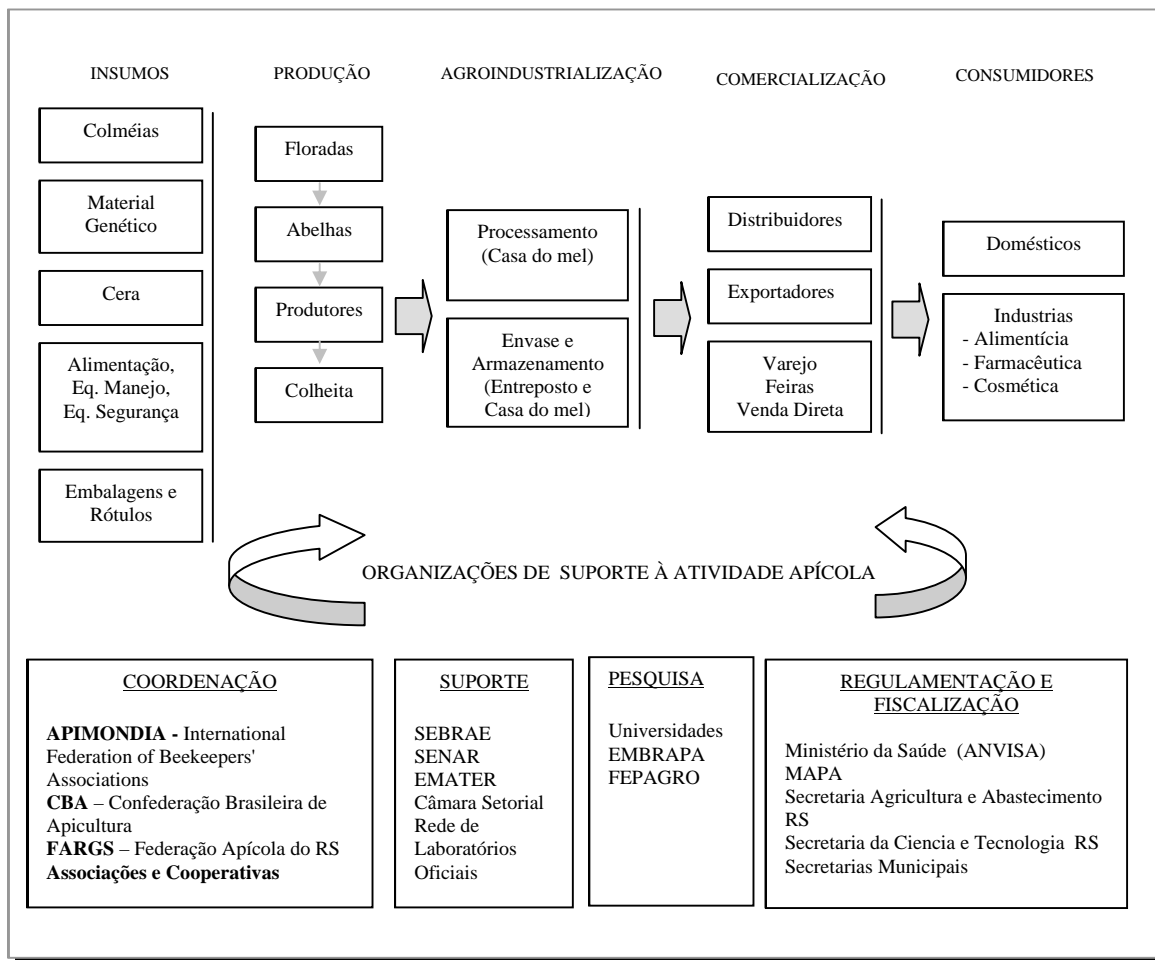 INSUMOS
PRODUÇÃO
AGROINDUSTRIALIZAÇÃO
COMERCIALIZAÇÃO
CONSUMIDORES
Colméias
Material
Genético
Cera
Alimentação,
Eq. Manejo,
Eq. Segurança
Embalagens e
Rótulos
Floradas
Abelhas
Produtores
Colheita
Processamento
(Casa do mel)
Envase e
Armazenamento
(Entreposto e
Casa do mel)
Distribuidores
Exportadores
Varejo
Feiras
Venda Direta
Domésticos
Industrias
- Alimentícia
- Farmacêutica
- Cosmética
ORGANIZAÇÕES DE SUPORTE À ATIVIDADE APÍCOLA
COORDENAÇÃO
APIMONDIA - International
Federation of Beekeepers'
Associations
CBA – Confederação Brasileira de
Apicultura
FARGS – Federação Apícola do RS
Associações e Cooperativas
SUPORTE
SEBRAE
SENAR
EMATER
Câmara Setorial
Rede de
Laboratórios
Oficiais
PESQUISA
Universidades
EMBRAPA
FEPAGRO
REGULAMENTAÇÃO E
FISCALIZAÇÃO
Ministério da Saúde (ANVISA)
MAPA
Secretaria Agricultura e Abastecimento
RS
Secretaria da Ciencia e Tecnologia RS
Secretarias Municipais